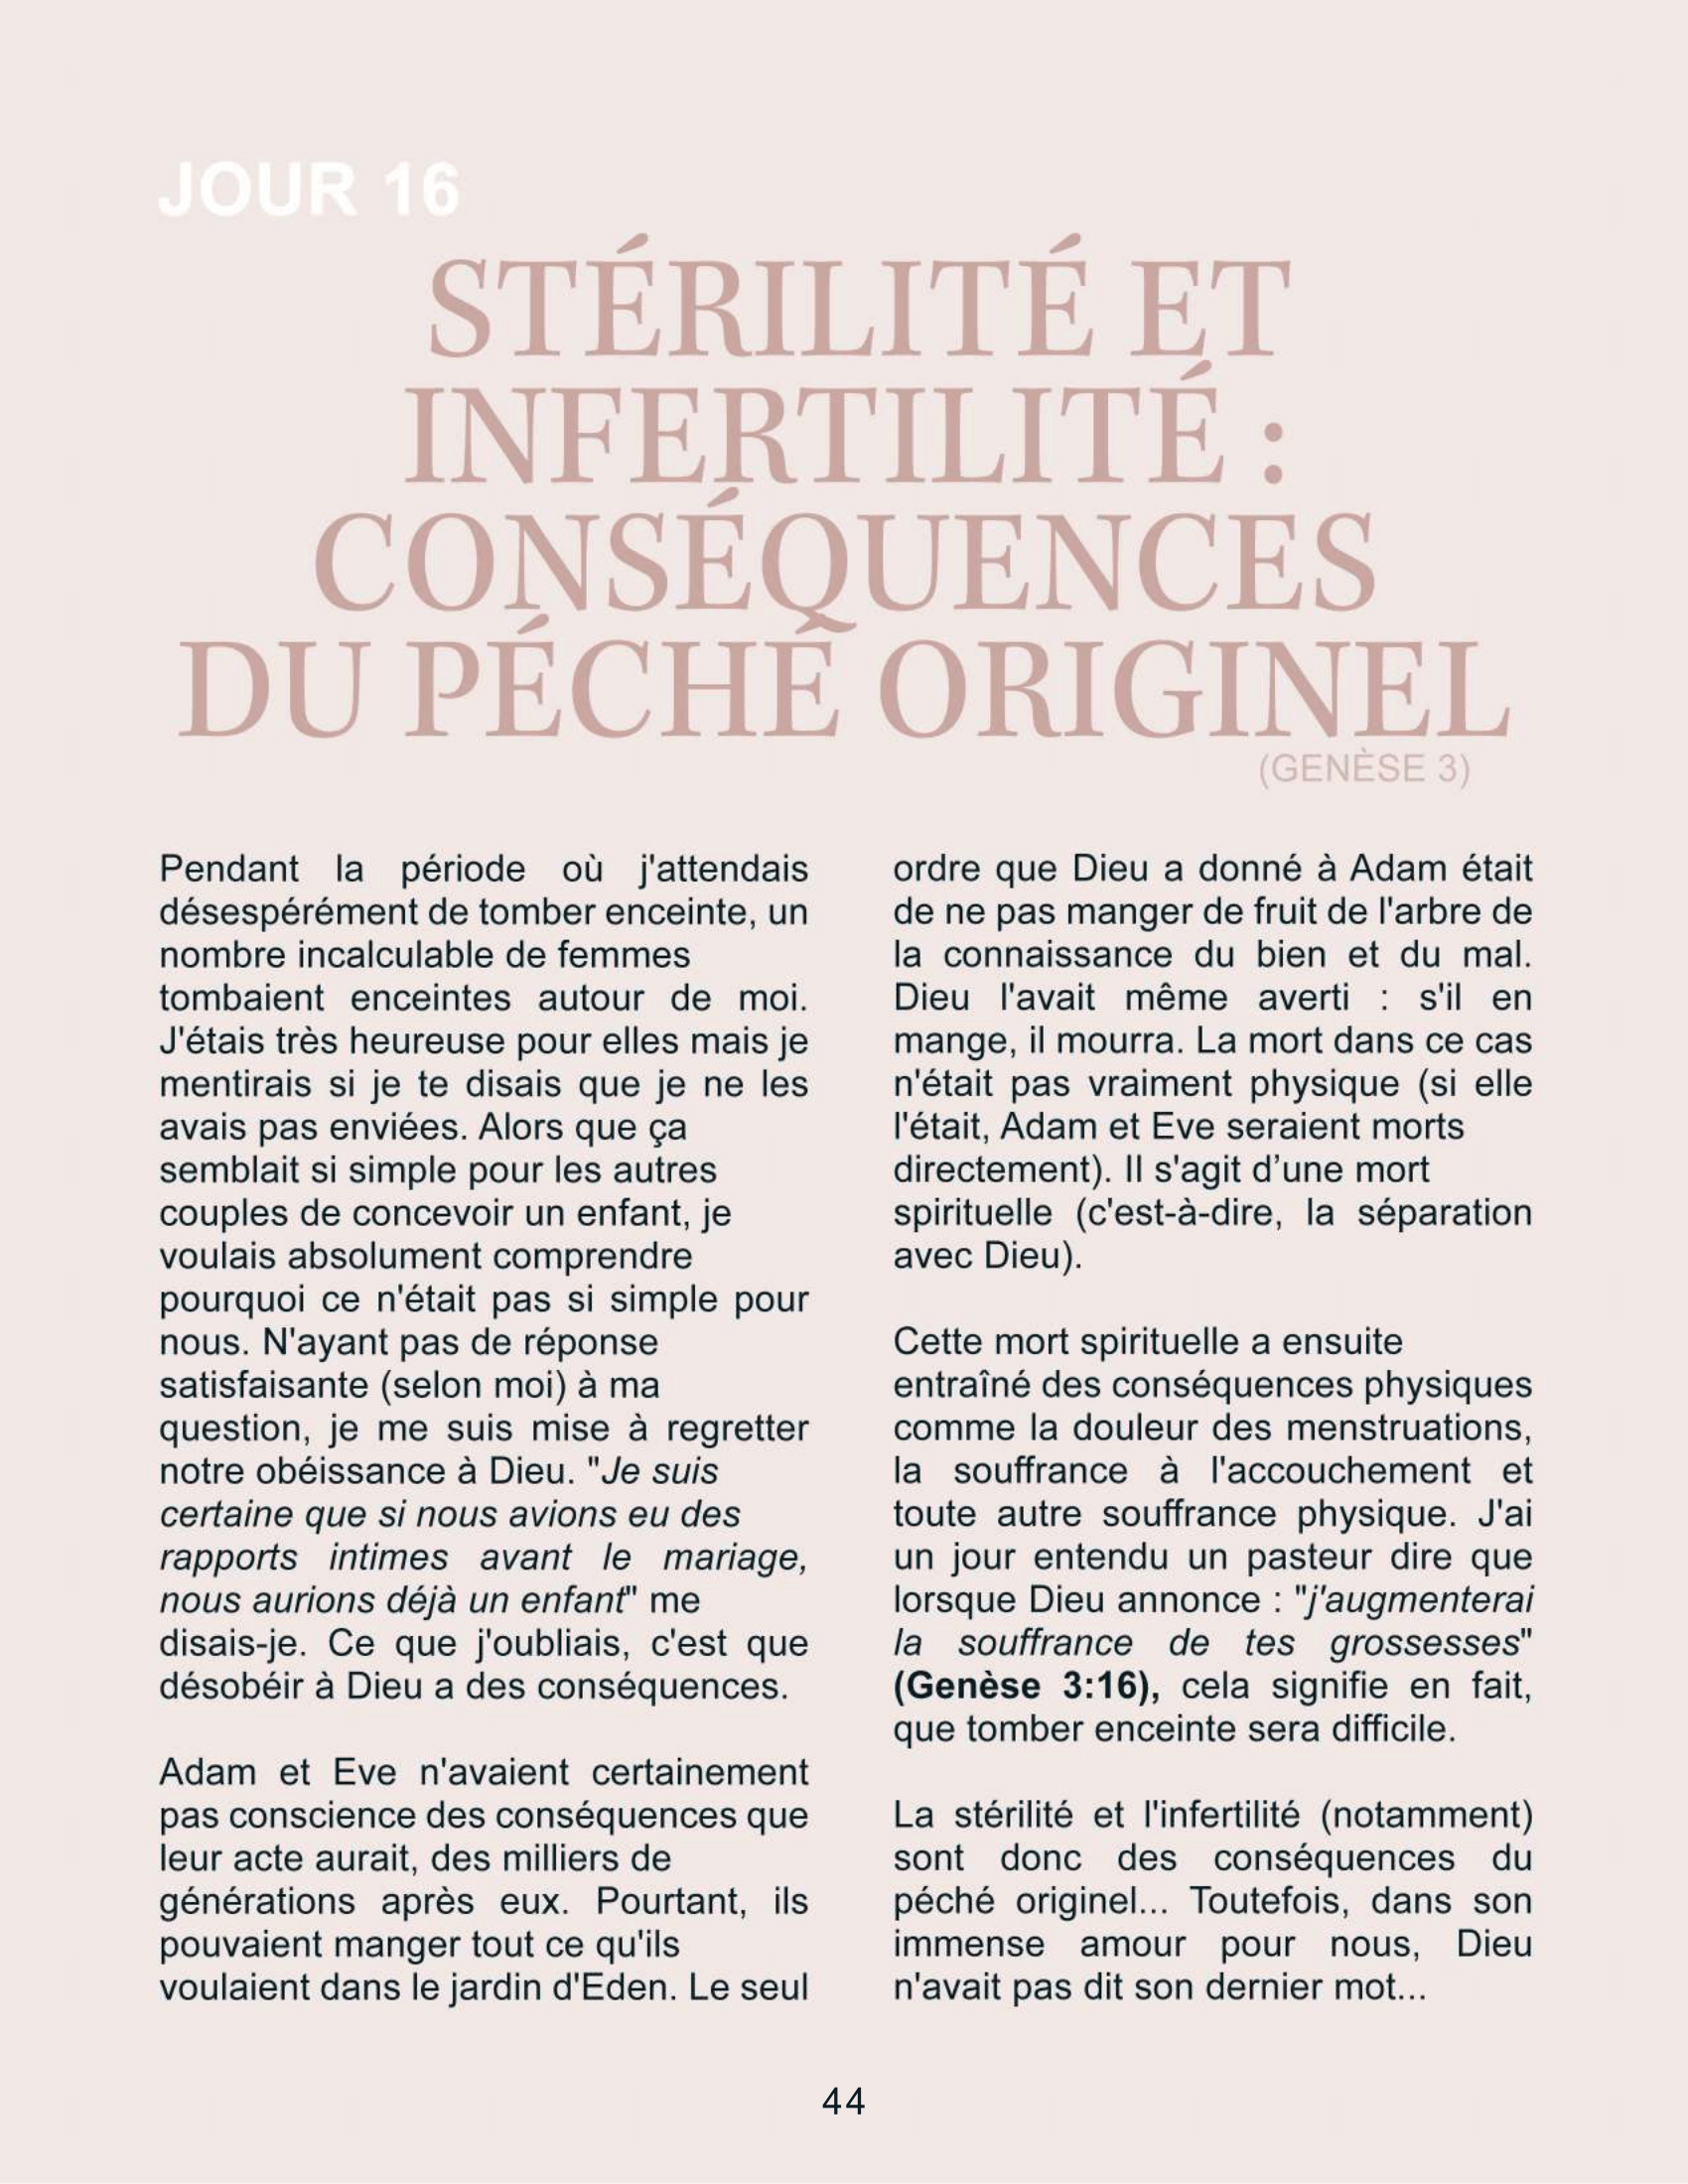 JOUR 16
STÉRILITÉ ET
INFERTILITÉ :
CONSÉQUENCES
DU PÉCHÉ ORIGINEL
(GENÈSE 3)
Pendant la période où j'attendais
désespérément de tomber enceinte, un
nombre incalculable de femmes
tombaient enceintes autour de moi.
J'étais très heureuse pour elles mais je
mentirais si je te disais que je ne les
avais pas enviées. Alors que ça
semblait si simple pour les autres
couples de concevoir un enfant, je
voulais absolument comprendre
pourquoi ce n'était pas si simple pour
nous. N'ayant pas de réponse
satisfaisante (selon moi) à ma
question, je me suis mise à regretter
notre obéissance à Dieu. "Je suis
certaine que si nous avions eu des
rapports intimes avant le mariage,
nous aurions déjà un enfant" me
disais-je. Ce que j'oubliais, c'est que
désobéir à Dieu a des conséquences.
Adam et Eve n'avaient certainement
pas conscience des conséquences que
leur acte aurait, des milliers de
générations après eux. Pourtant, ils
pouvaient manger tout ce qu'ils
voulaient dans le jardin d'Eden. Le seul
ordre que Dieu a donné à Adam était
de ne pas manger de fruit de l'arbre de
la connaissance du bien et du mal.
Dieu l'avait même averti : s'il en
mange, il mourra. La mort dans ce cas
n'était pas vraiment physique (si elle
l'était, Adam et Eve seraient morts
directement). Il s'agit d’une mort
spirituelle (c'est-à-dire, la séparation
avec Dieu).
Cette mort spirituelle a ensuite
entraîné des conséquences physiques
comme la douleur des menstruations,
la souffrance à l'accouchement et
toute autre souffrance physique. J'ai
un jour entendu un pasteur dire que
lorsque Dieu annonce : "j'augmenterai
la souffrance de tes grossesses"
(Genèse 3:16), cela signifie en fait,
que tomber enceinte sera difficile.
La stérilité et l'infertilité (notamment)
sont donc des conséquences du
péché originel... Toutefois, dans son
immense amour pour nous, Dieu
n'avait pas dit son dernier mot...
44